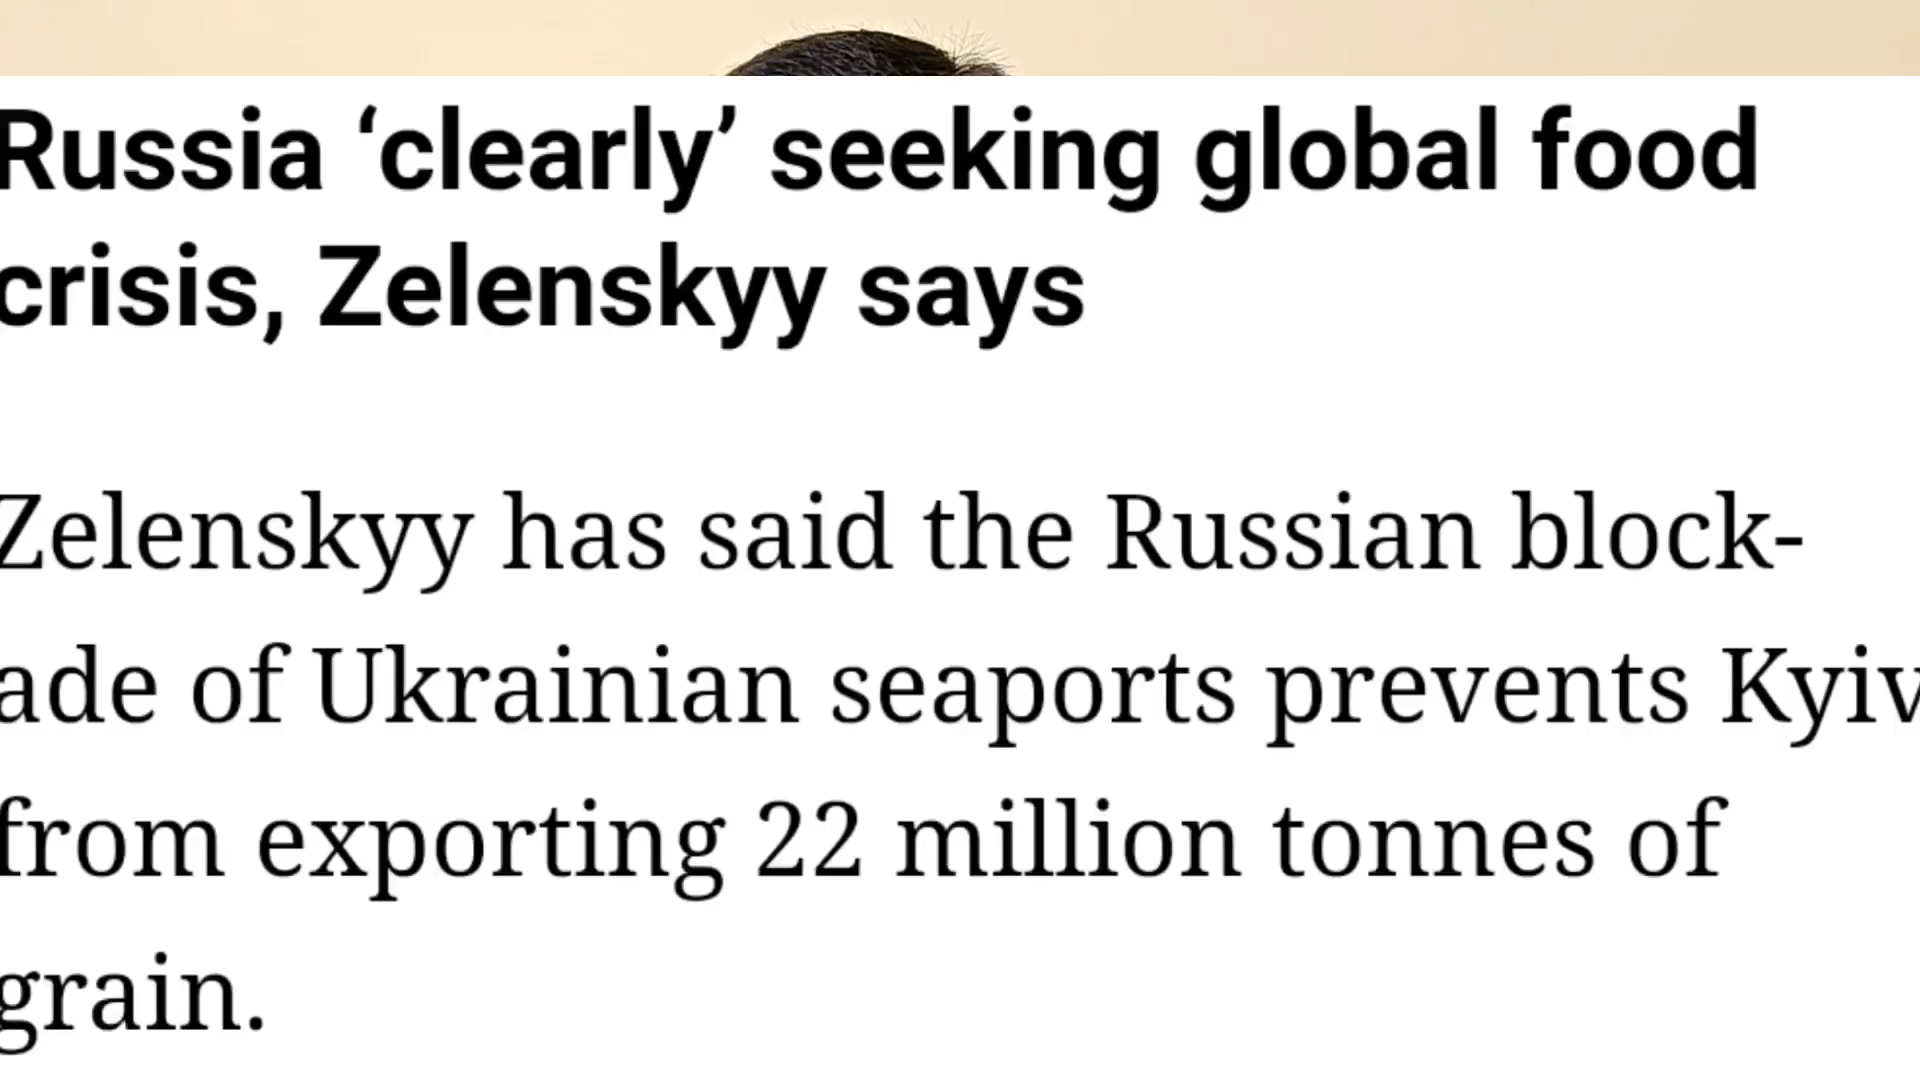 Russia ‘clearly’ seeking global food
crisis, Zelenskyy says
Zelenskyy has said the Russian block-
ade of Ukrainian seaports prevents Kyiv
from exporting 22 million tonnes of
grain.